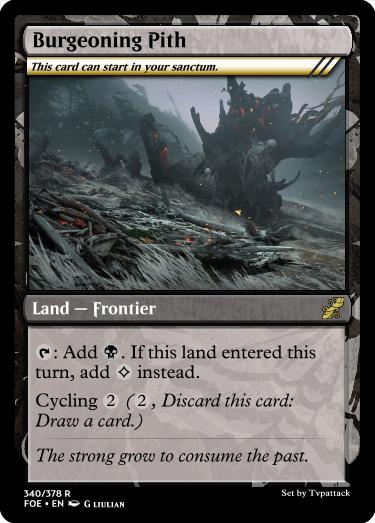 Burgeoning Pith
This card can start in your sanctum.
Land — Frontier
: Add . If this land entered this
turn, add instead.
Cycling 2 (2, Discard this card:
Draw a card.)
The strong grow to consume the past.
340/378 R
Set by Tvpattack
FOE • EN G LIULIAN